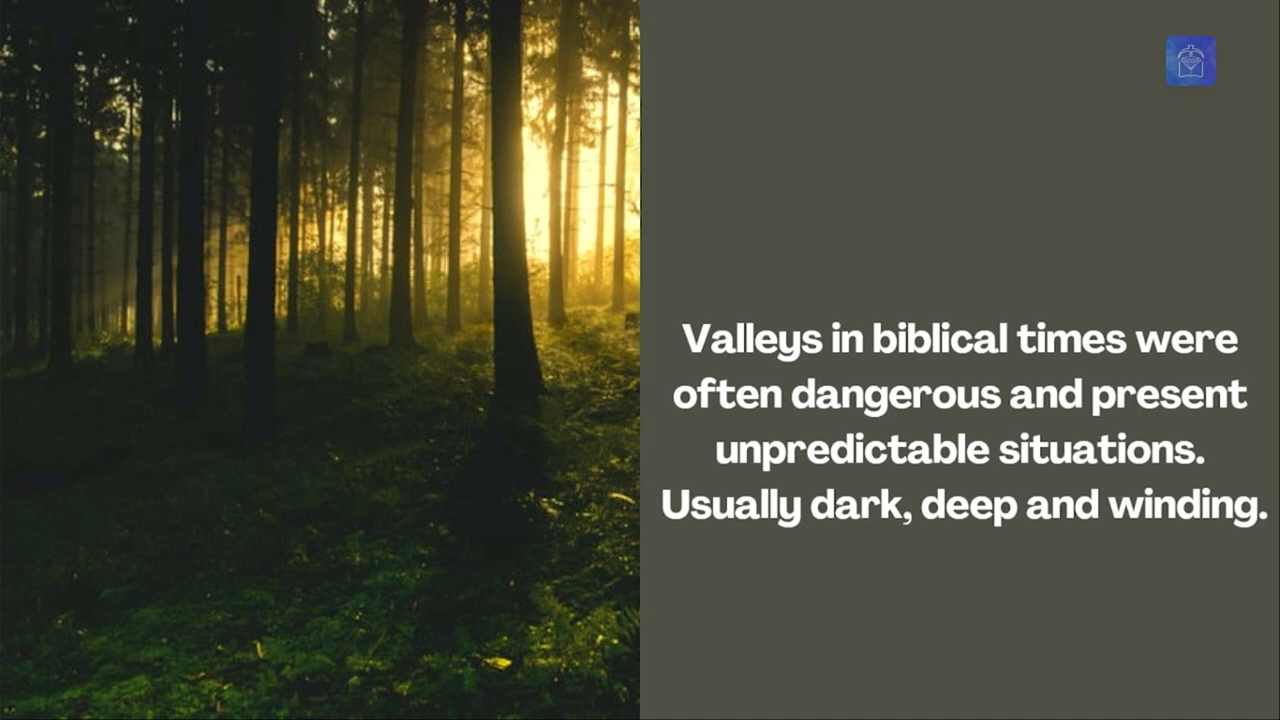 Valleys in biblical times were
often dangerous and present
unpredictable situations.
Usually dark, deep and winding.